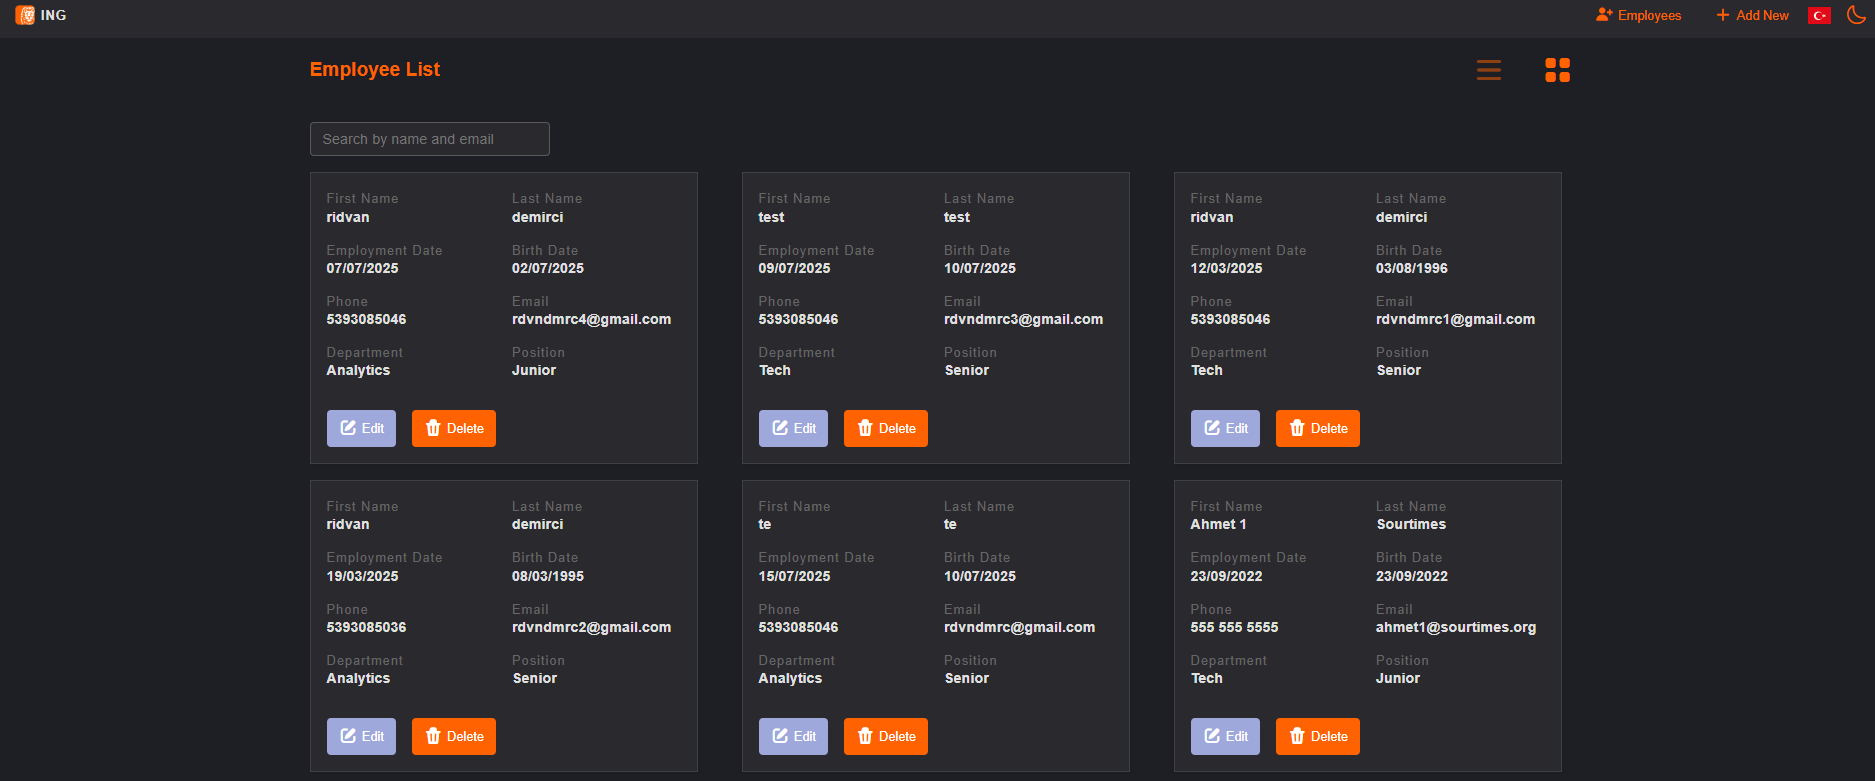 ING
Employees
Add New
Employee List
Search by name and email
First Name Last Name
ridvan demirci
Employment Date Birth Date
07/07/2025 02/07/2025
Phone Email
5393085046 rdvndmrc4@gmail.com
Department Position
Analytics Junior
Edit Delete
First Name Last Name
test test
Employment Date Birth Date
09/07/2025 10/07/2025
Phone Email
5393085046 rdvndmrc3@gmail.com
Department Position
Tech Senior
Edit Delete
First Name Last Name
ridvan demirci
Employment Date Birth Date
12/03/2025 03/08/1996
Phone Email
5393085046 rdvndmrc1@gmail.com
Department Position
Tech Senior
Edit Delete
First Name Last Name
ridvan demirci
Employment Date Birth Date
19/03/2025 08/03/1995
Phone Email
5393085036 rdvndmrc2@gmail.com
Department Position
Analytics Senior
Edit Delete
First Name Last Name
te te
Employment Date Birth Date
15/07/2025 10/07/2025
Phone Email
5393085046 rdvndmrc@gmail.com
Department Position
Analytics Senior
Edit Delete
First Name Last Name
Ahmet 1 Sourtimes
Employment Date Birth Date
23/09/2022 23/09/2022
Phone Email
555 555 5555 ahmet1@sourtimes.org
Department Position
Tech Junior
Edit Delete